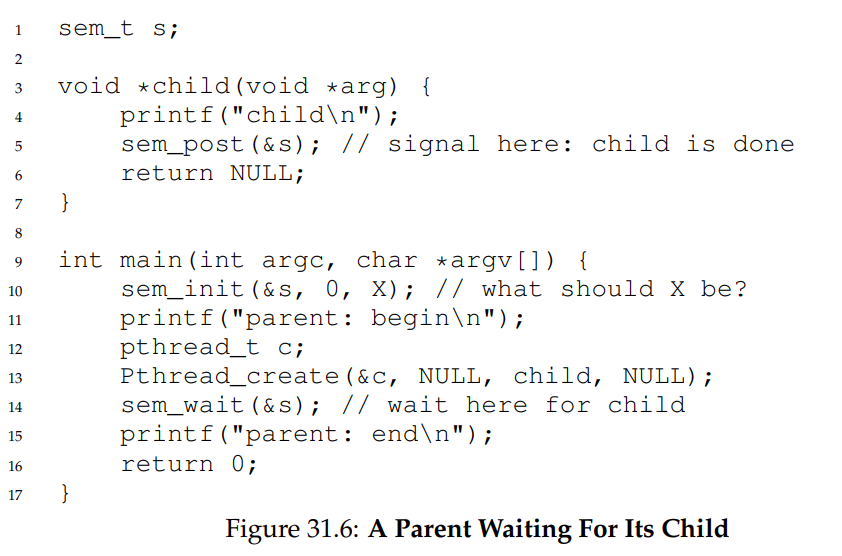 1 sem_t s;
2
3 void *child(void *arg) {
4 printf("child\n");
5 sem_post(&s); // signal here: child is done
6 return NULL;
7 }
8
9 int main(int argc, char *argv[]) {
10 sem_init(&s, 0, X); // what should X be?
11 printf("parent: begin\n");
12 pthread_t c;
13 Pthread_create(&c, NULL, child, NULL);
14 sem_wait(&s); // wait here for child
15 printf("parent: end\n");
16 return 0;
17 }
Figure 31.6: A Parent Waiting For Its Child